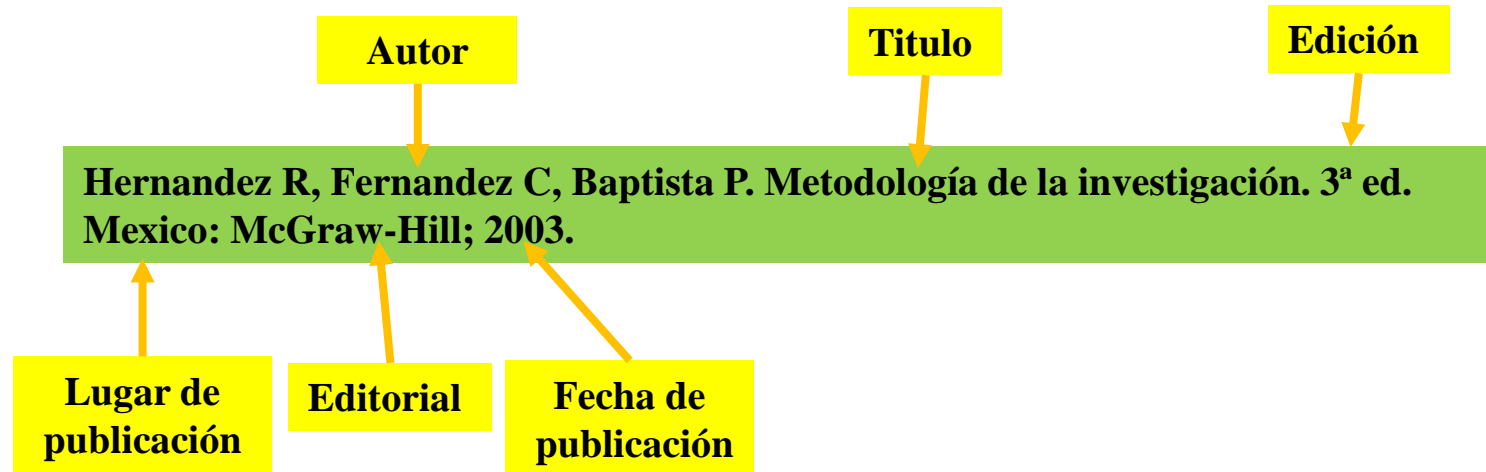 Autor
Titulo
Edición
Hernandez R, Fernandez C, Baptista P. Metodología de la investigación. 3ª ed.
Mexico: McGraw-Hill; 2003.
Lugar de
publicación
Editorial
Fecha de
publicación